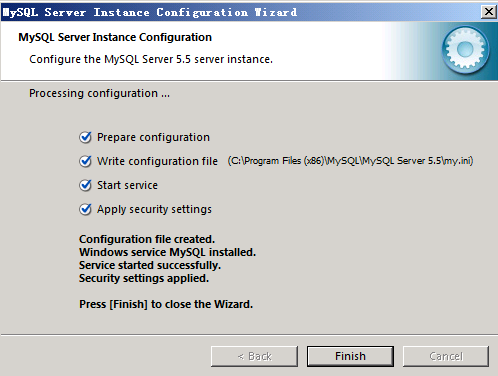 MySQL Server Instance Configuration Wizard
MySQL Server Instance Configuration
Configure the MySQL Server 5.5 server instance.
Processing configuration ...
Prepare configuration
Write configuration file (C:\Program Files (x86)\MySQL\MySQL Server 5.5\my.ini)
Start service
Apply security settings
Configuration file created.
Windows service MySQL installed.
Service started successfully.
Security settings applied.
Press [Finish] to close the Wizard.
< Back Finish Cancel